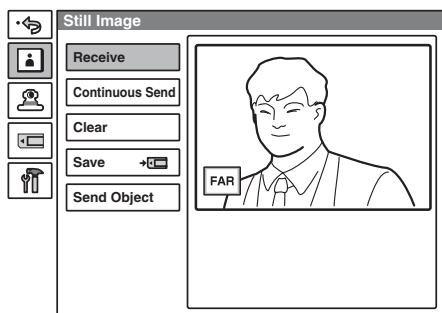 Still Image
Receive
Continuous Send
Clear
Save
Send Object
FAR